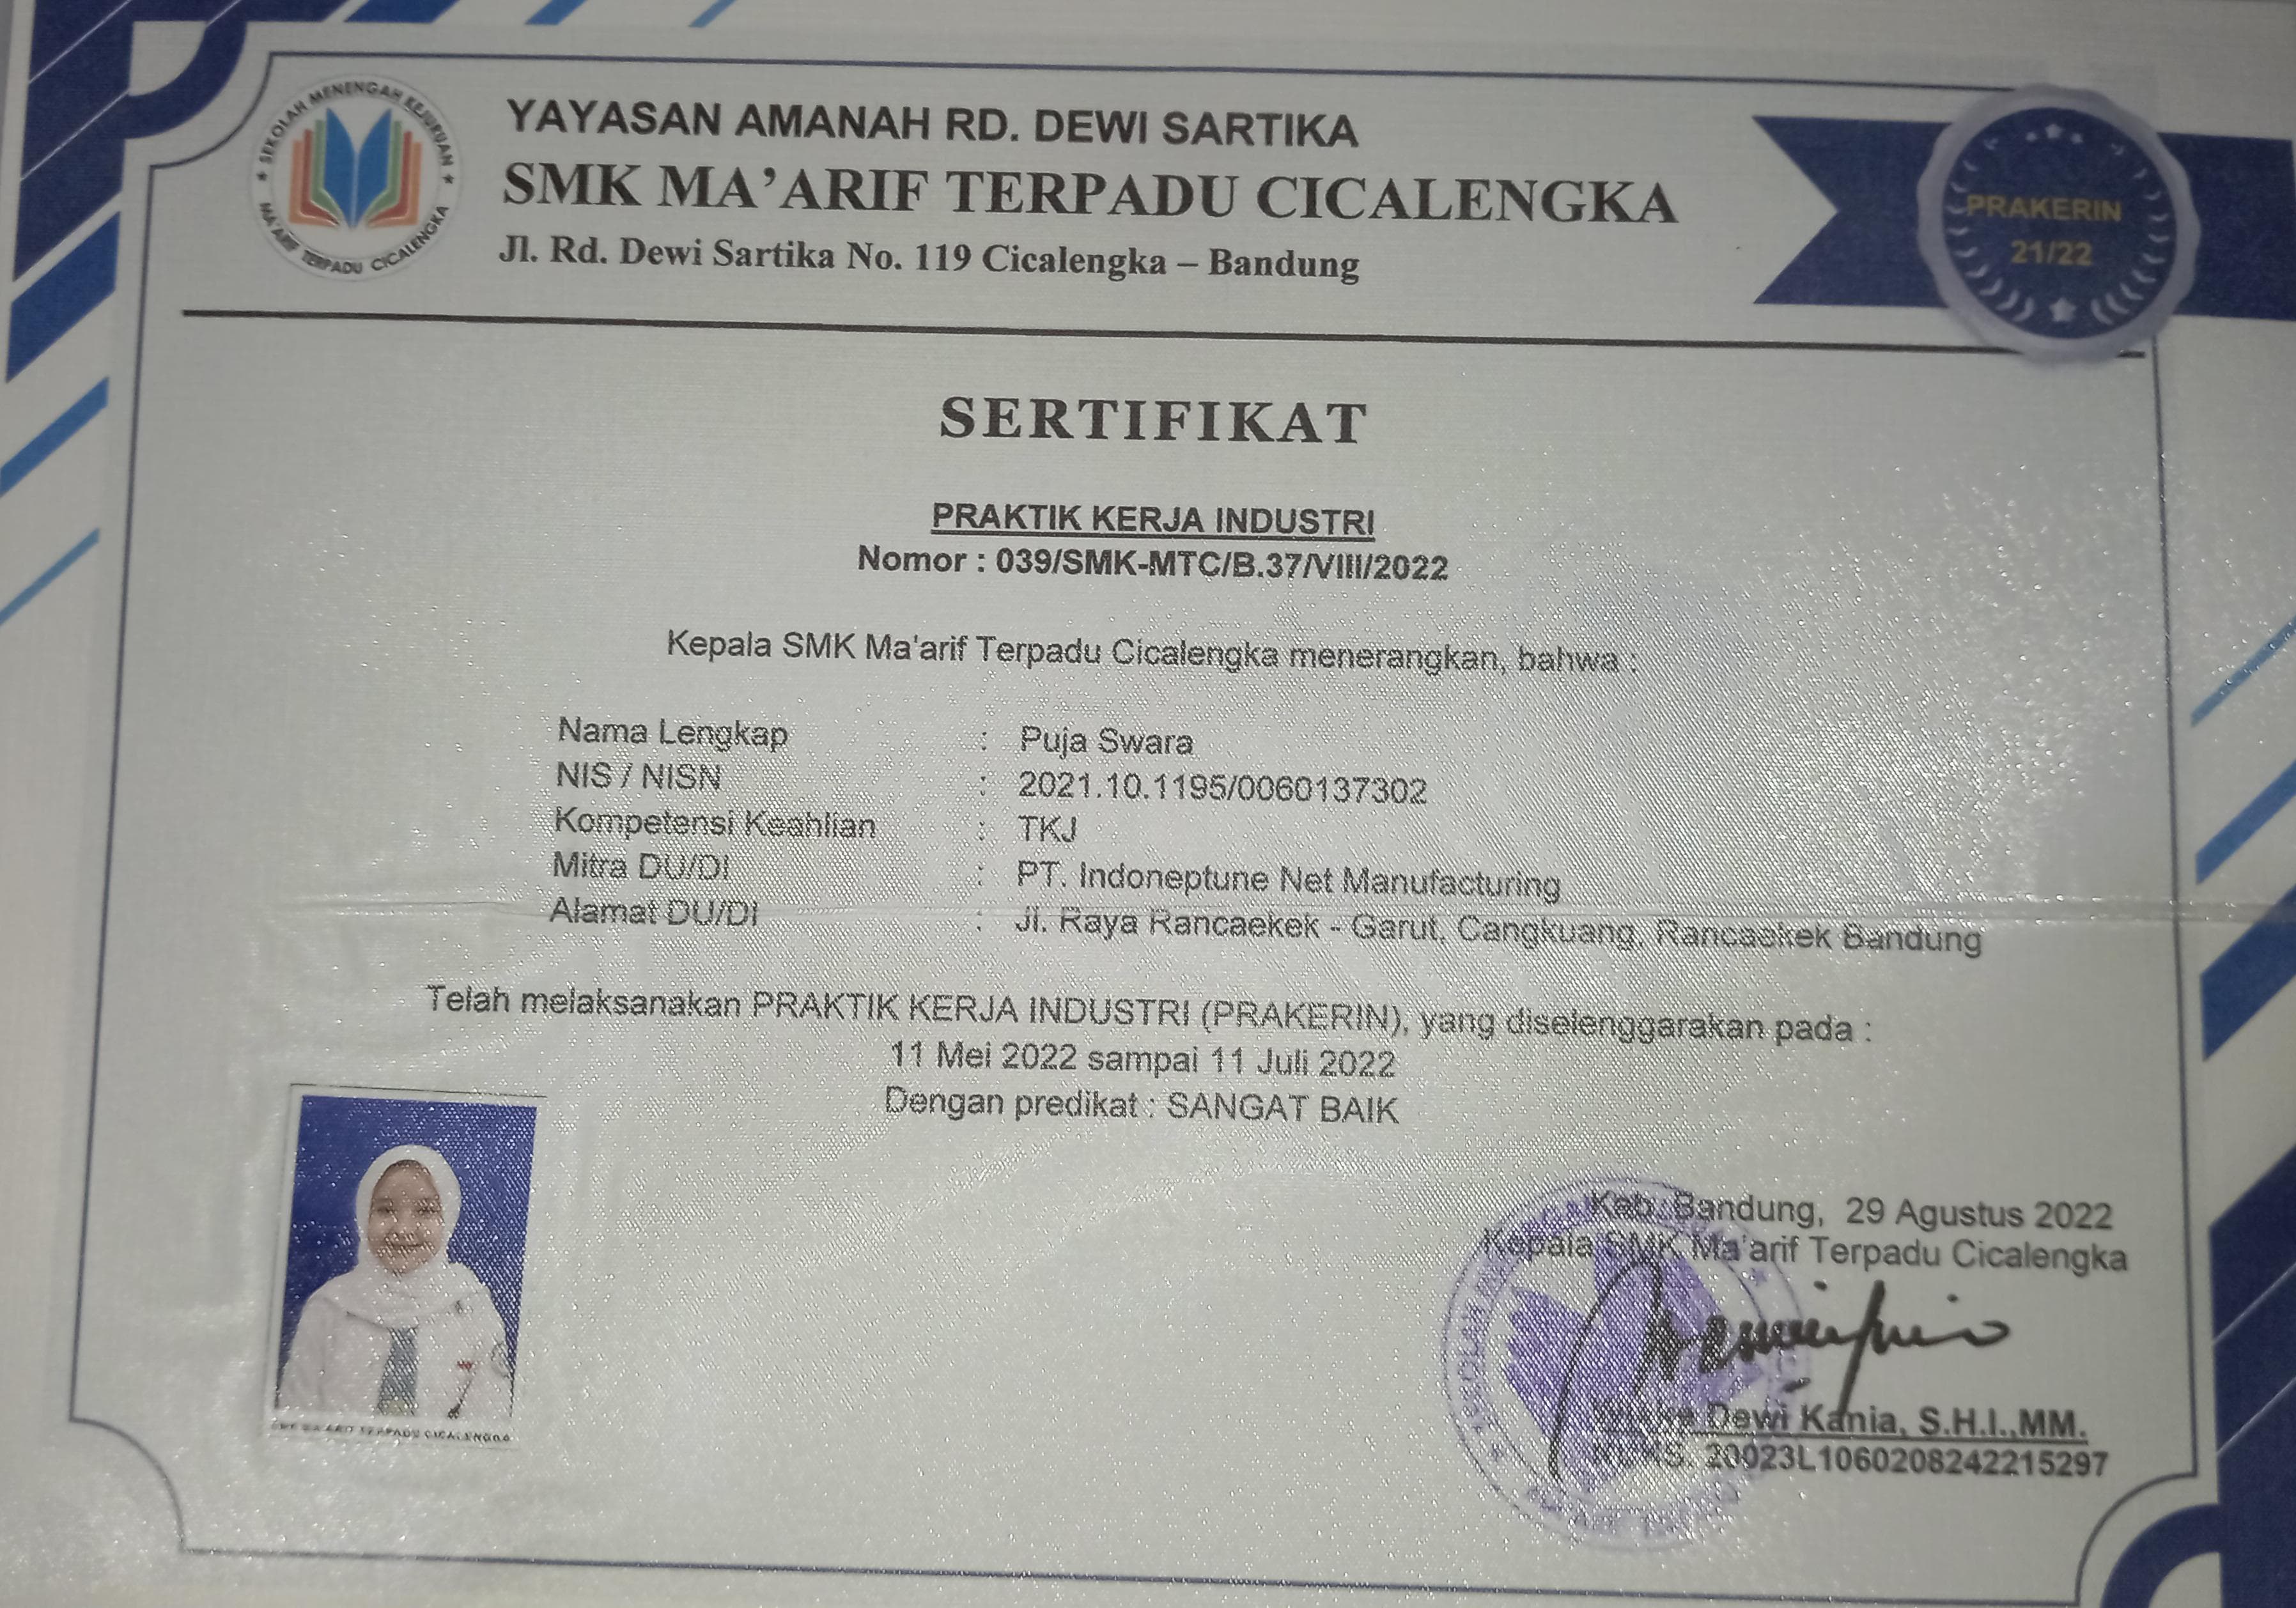 SEKOLAH MENENGAH KEJURUAN
MA'ARIF TERPADU CICALENGKA
YAYASAN AMANAH RD. DEWI SARTIKA
SMK MA'ARIF TERPADU CICALENGKA
Jl. Rd. Dewi Sartika No. 119 Cicalengka – Bandung
PRAKERIN
21/22
SERTIFIKAT
PRAKTIK KERJA INDUSTRI
Nomor : 039/SMK-MTC/B.37/VIII/2022
Kepala SMK Ma'arif Terpadu Cicalengka menerangkan, bahwa :
Nama Lengkap : Puja Swara
NIS / NISN : 2021.10.1195/0060137302
Kompetensi Keahlian : TKJ
Mitra DU/DI : PT. Indoneptune Net Manufacturing
Alamat DU/DI : Jl. Raya Rancaekek - Garut, Cangkuang, Rancaekek Bandung
Telah melaksanakan PRAKTIK KERJA INDUSTRI (PRAKERIN), yang diselenggarakan pada :
11 Mei 2022 sampai 11 Juli 2022
Dengan predikat : SANGAT BAIK
Kab. Bandung, 29 Agustus 2022
Kepala SMK Ma'arif Terpadu Cicalengka
Dewi Kania, S.H.I.,MM.
20023L1060208242215297
SMK MA'ARIF TERPADU CICALENGKA